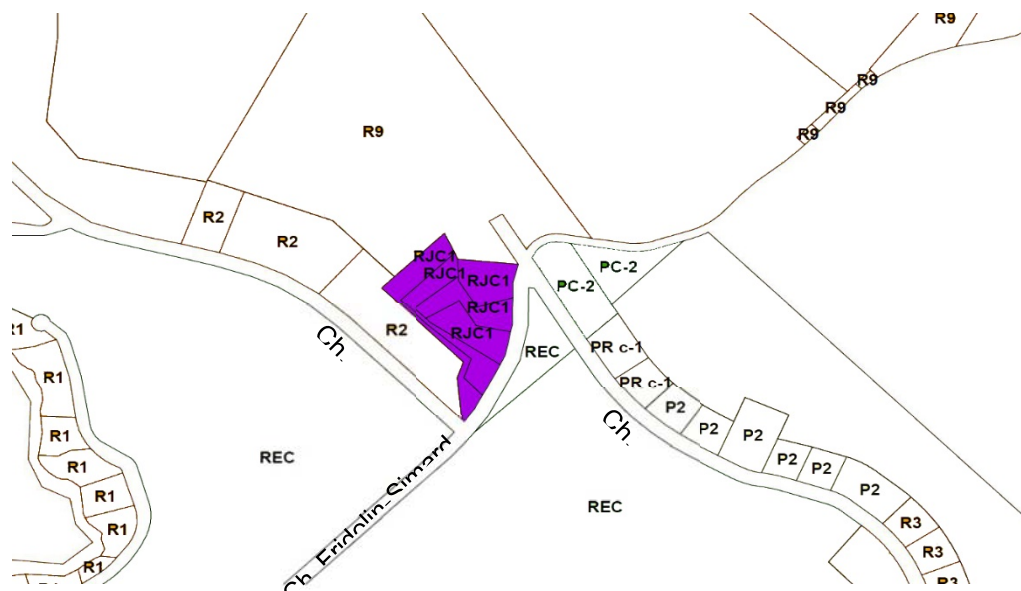 R9
R9
R9
R9
R9
R2
R2
RJC1
RJC1
RJC1
RJC1
RJC1
PC-2
PC-2
R2
REC
PR c-1
PR c-1
R1
R1
R1
R1
R1
R1
R1
Ch.
Ch.
P2
P2
P2
P2
P2
P2
REC
REC
Ch. Fridolin-Simard
R3
R3
R3